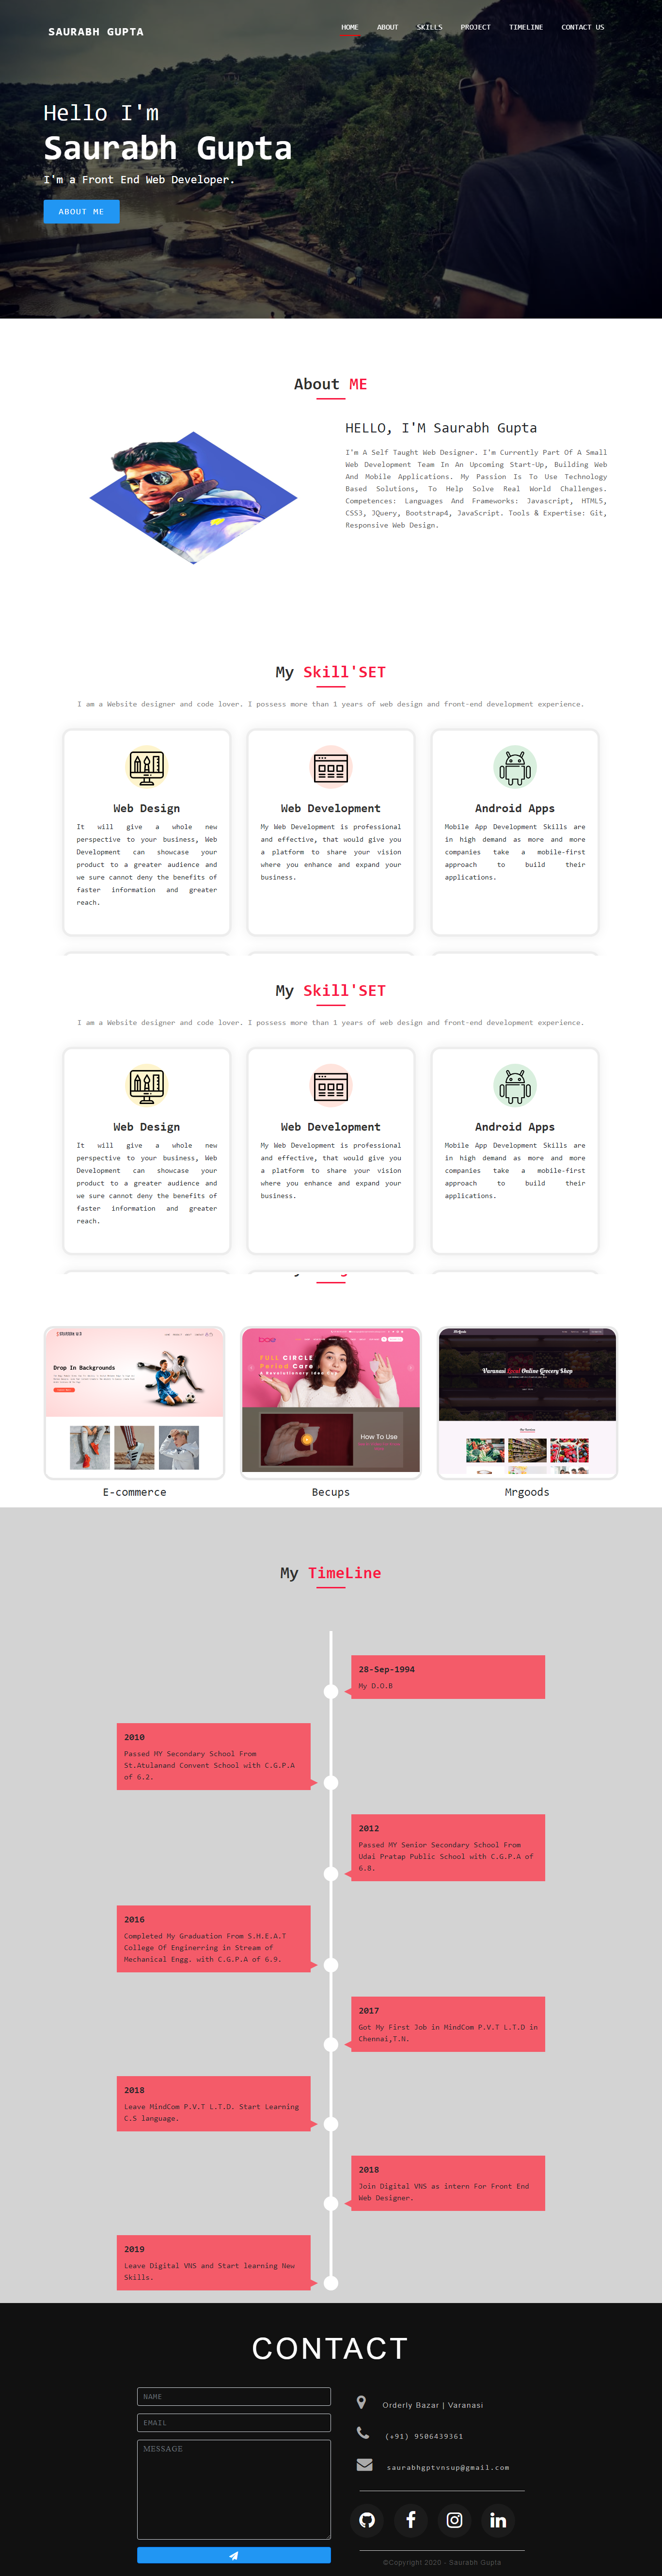 SAURABH GUPTA
HOME ABOUT SKILLS PROJECT TIMELINE CONTACT US
Hello I'm
Saurabh Gupta
I'm a Front End Web Developer.
ABOUT ME
About ME
HELLO, I'M Saurabh Gupta
I'm A Self Taught Web Designer. I'm Currently Part Of A Small
Web Development Team In An Upcoming Start-Up, Building Web
And Mobile Applications. My Passion Is To Use Technology
Based Solutions, To Help Solve Real World Challenges.
Competences: Languages And Frameworks: Javascript, HTML5,
CSS3, JQuery, Bootstrap4, JavaScript. Tools & Expertise: Git,
Responsive Web Design.
My Skill'SET
I am a Website designer and code lover. I possess more than 1 years of web design and front-end development experience.
Web Design
It will give a whole new
perspective to your business, Web
Development can showcase your
product to a greater audience and
we sure cannot deny the benefits of
faster information and greater
reach.
Web Development
My Web Development is professional
and effective, that would give you
a platform to share your vision
where you enhance and expand your
business.
Android Apps
Mobile App Development Skills are
in high demand as more and more
companies take a mobile-first
approach to build their
applications.
My Skill'SET
I am a Website designer and code lover. I possess more than 1 years of web design and front-end development experience.
Web Design
It will give a whole new
perspective to your business, Web
Development can showcase your
product to a greater audience and
we sure cannot deny the benefits of
faster information and greater
reach.
Web Development
My Web Development is professional
and effective, that would give you
a platform to share your vision
where you enhance and expand your
business.
Android Apps
Mobile App Development Skills are
in high demand as more and more
companies take a mobile-first
approach to build their
applications.
Drop In Backgrounds
FULL CIRCLE
Period Care
A Revolutionary Idea
How To Use
Varanasi Local Online Grocery Shop
E-commerce
Becups
Mrgoods
My TimeLine
28-Sep-1994
My D.O.B
2010
Passed MY Secondary School From
St.Atulanand Convent School with C.G.P.A
of 6.2.
2012
Passed MY Senior Secondary School From
Udai Pratap Public School with C.G.P.A of
6.8.
2016
Completed My Graduation From S.H.E.A.T
College Of Enginerring in Stream of
Mechanical Engg. with C.G.P.A of 6.9.
2017
Got My First Job in MindCom P.V.T L.T.D in
Chennai,T.N.
2018
Leave MindCom P.V.T L.T.D. Start Learning
C.S language.
2018
Join Digital VNS as intern For Front End
Web Designer.
2019
Leave Digital VNS and Start learning New
Skills.
CONTACT
NAME
EMAIL
MESSAGE
Orderly Bazar | Varanasi
(+91) 9506439361
saurabhgptvnsup@gmail.com
©Copyright 2020 - Saurabh Gupta